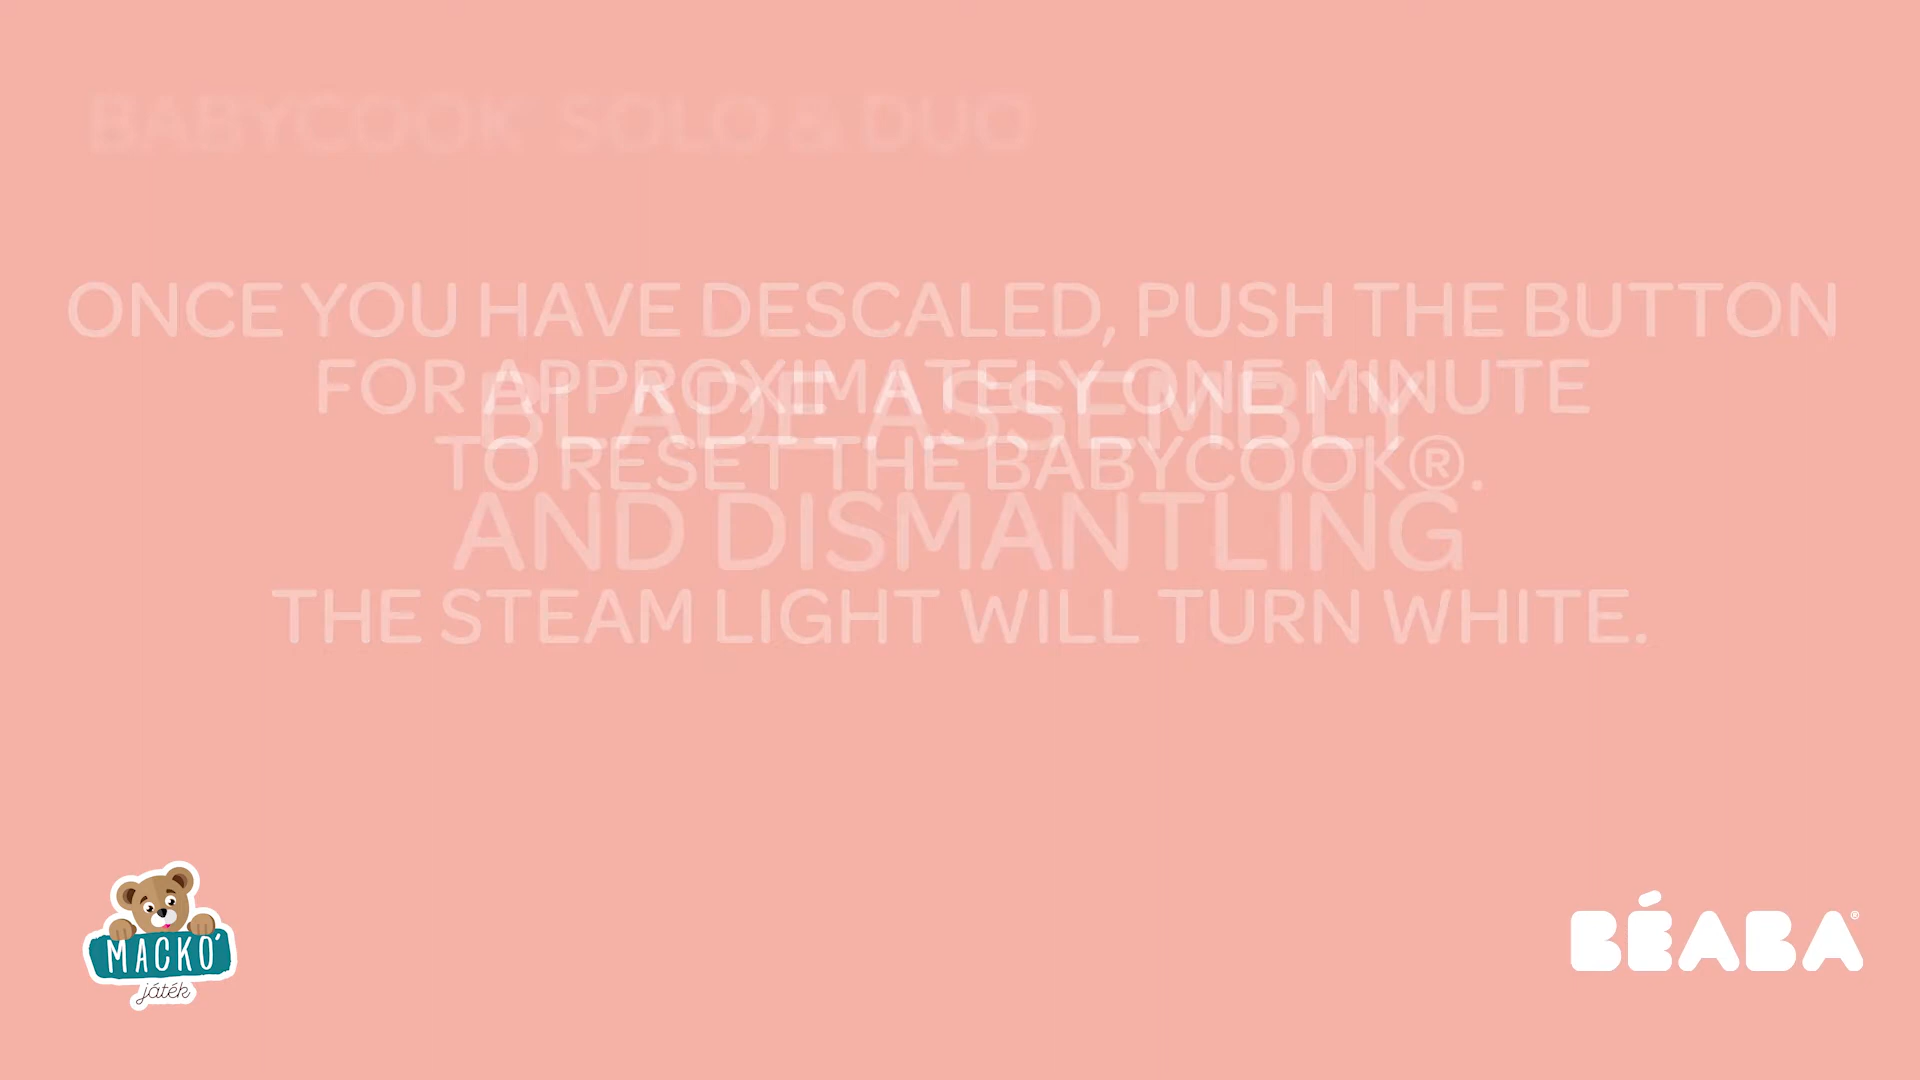 BABYCOOK SOLO & DUO
ONCE YOU HAVE DESCALED, PUSH THE BUTTON
FOR APPROXIMATELY ONE MINUTE
TO RESET THE BABYCOOK®.
THE STEAM LIGHT WILL TURN WHITE.
BLADE ASSEMBLY
AND DISMANTLING
MACKÓ
játék
BÉABA®